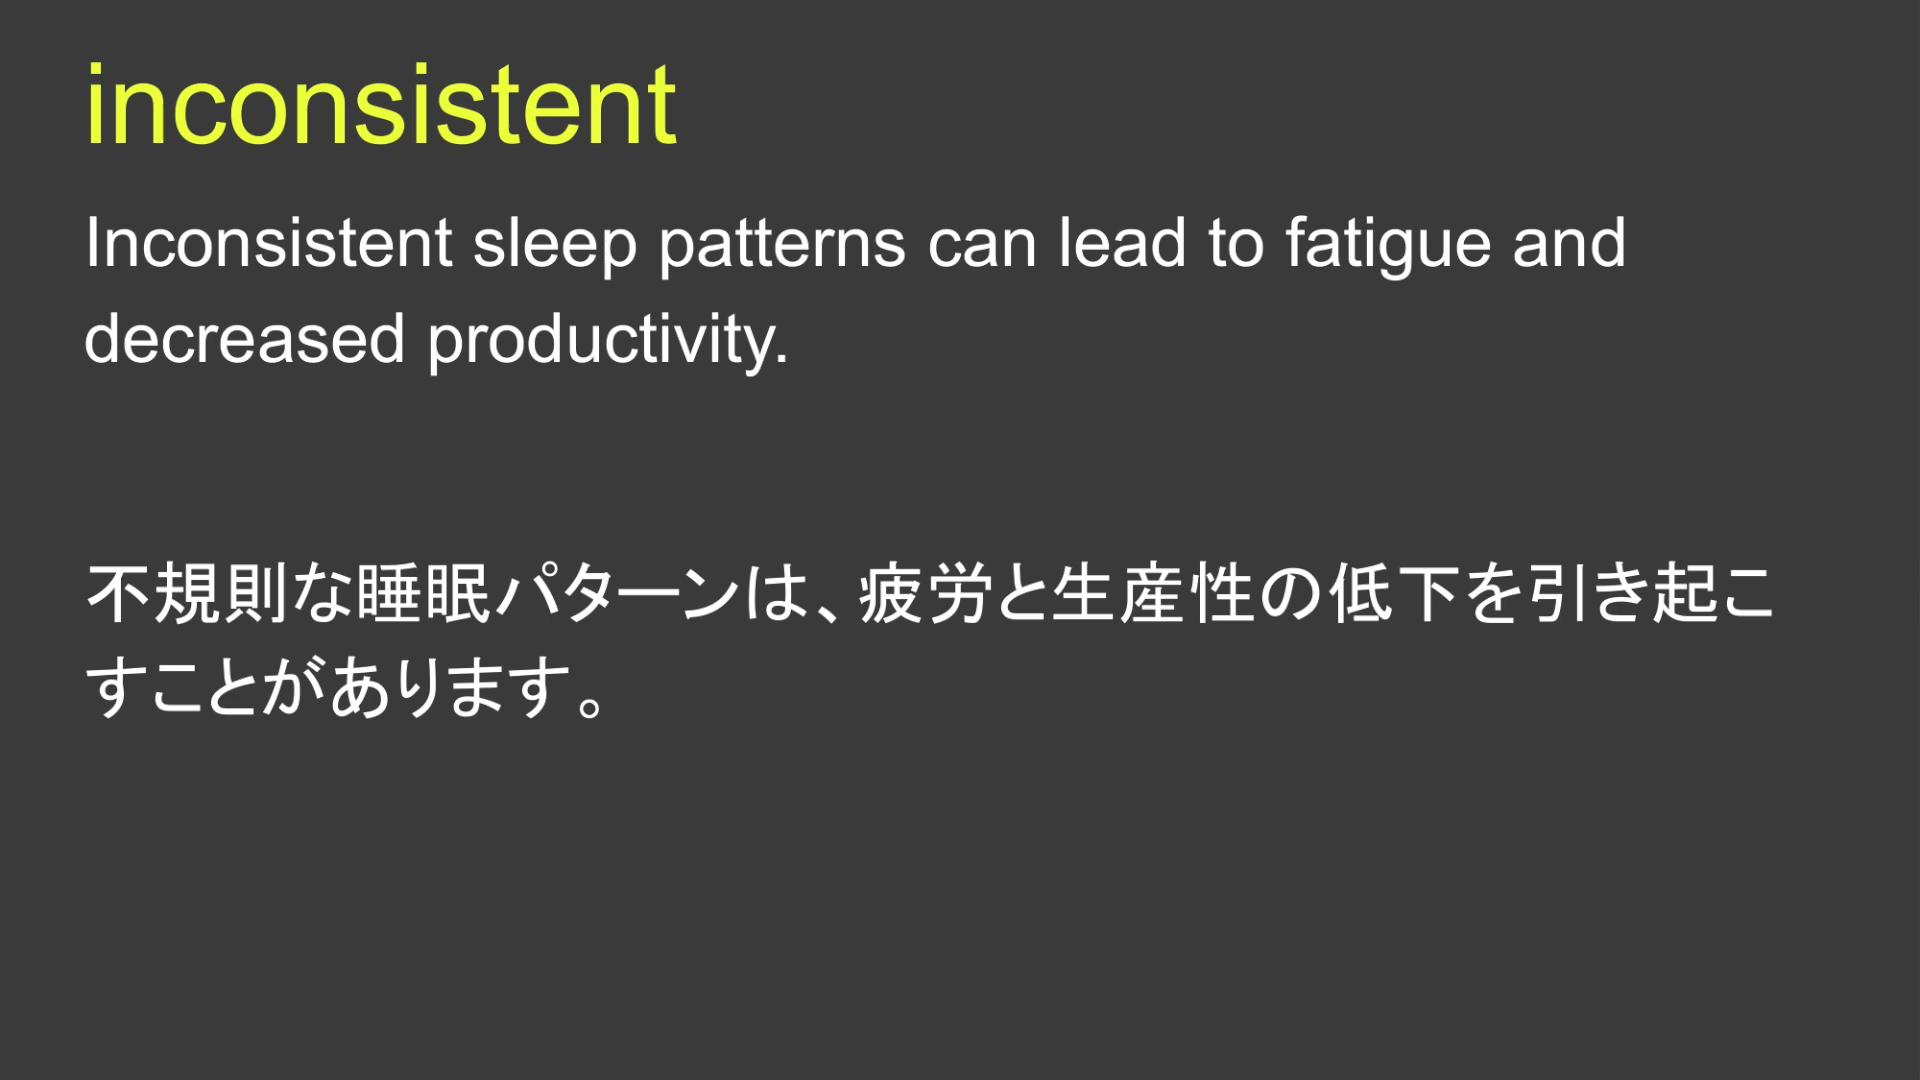 inconsistent
Inconsistent sleep patterns can lead to fatigue and
decreased productivity.
不規則な睡眠パターンは、疲労と生産性の低下を引き起こ
すことがあります。